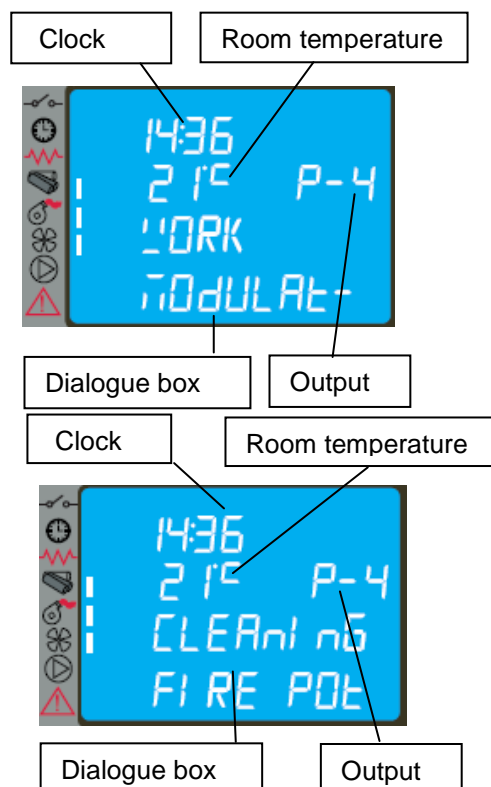 Clock Room temperature
14:36
21°C P-4
WORK
MODULAT-
Dialogue box Output
Clock Room temperature
14:36
21°C P-4
CLEANING
FIRE POT
Dialogue box Output